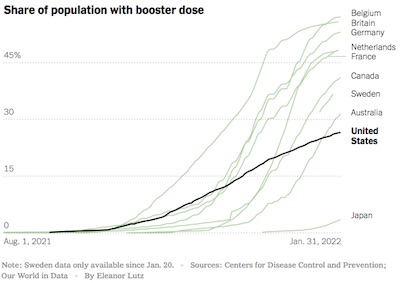 Share of population with booster dose
Belgium
Britain
Germany
45%
Netherlands
France
Canada
30
Sweden
Australia
United
States
15
Japan
0
Aug. 1, 2021
Jan. 31, 2022
Note: Sweden data only available since Jan. 20. • Sources: Centers for Disease Control and Prevention;
Our World in Data • By Eleanor Lutz